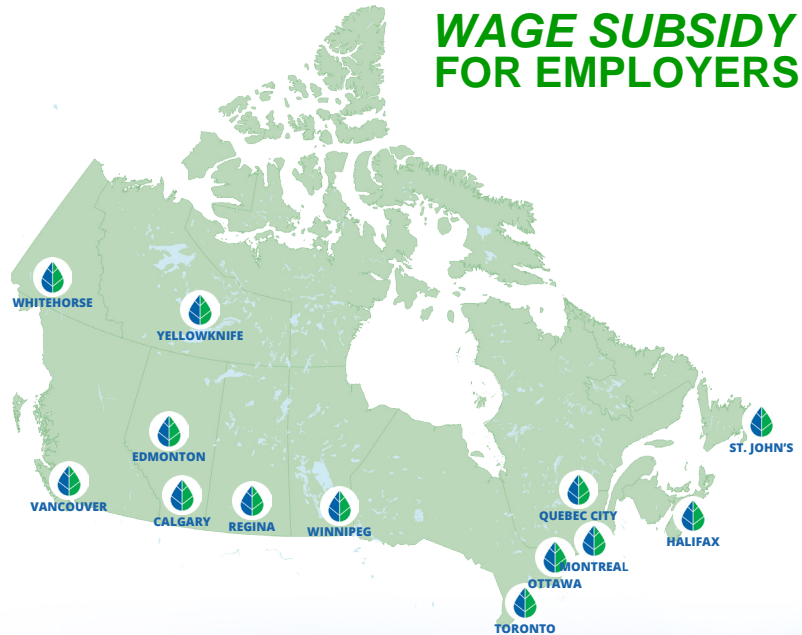 WAGE SUBSIDY
FOR EMPLOYERS
WHITEHORSE
YELLOWKNIFE
EDMONTON
ST. JOHN'S
VANCOUVER
CALGARY
REGINA
WINNIPEG
QUEBEC CITY
HALIFAX
MONTREAL
OTTAWA
TORONTO